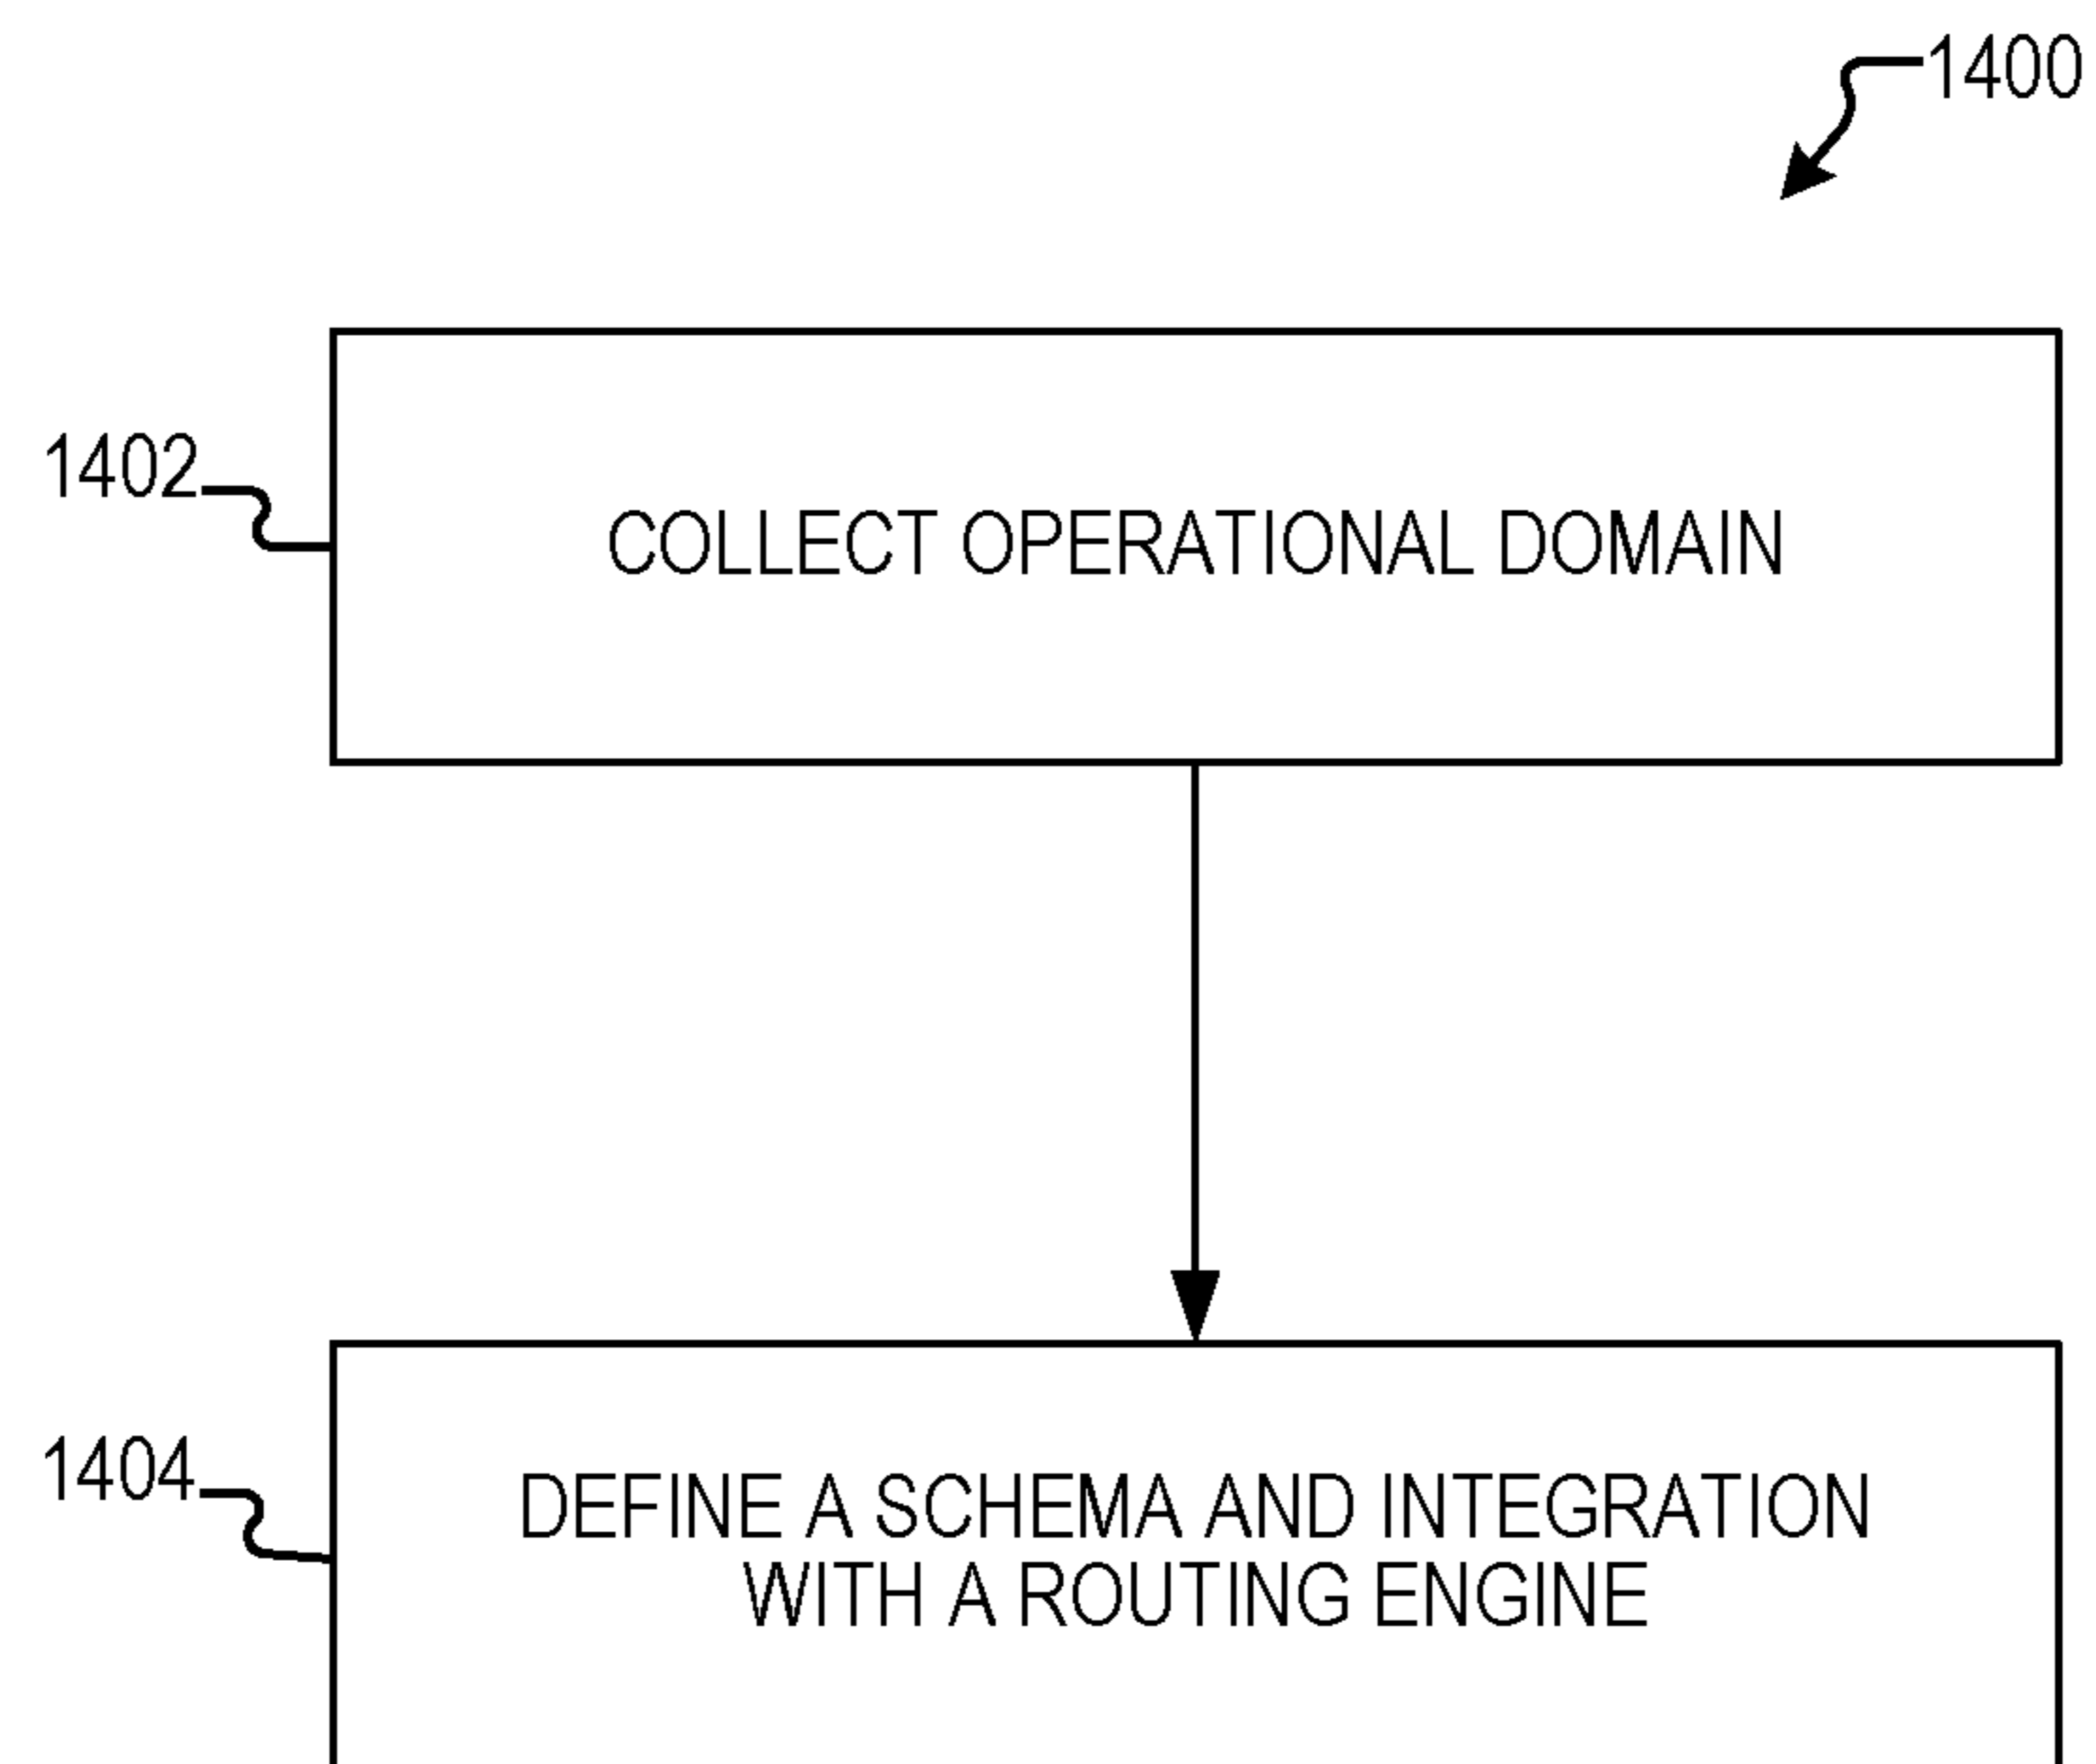 1400
1402
COLLECT OPERATIONAL DOMAIN
1404
DEFINE A SCHEMA AND INTEGRATION
WITH A ROUTING ENGINE